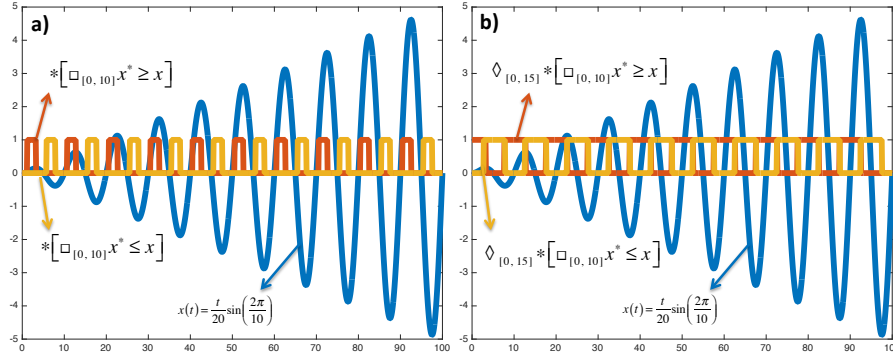 a)
5
4
3
2
1
0
-1
-2
-3
-4
-5
0 10 20 30 40 50 60 70 80 90 100
∗[□[0, 10] x* ≥ x]
∗[□[0, 10] x* ≤ x]
x(t) = t/20 sin(2π/10)
b)
5
4
3
2
1
0
-1
-2
-3
-4
-5
0 10 20 30 40 50 60 70 80 90 100
◊[0, 15] ∗[□[0, 10] x* ≥ x]
◊[0, 15] ∗[□[0, 10] x* ≤ x]
x(t) = t/20 sin(2π/10)